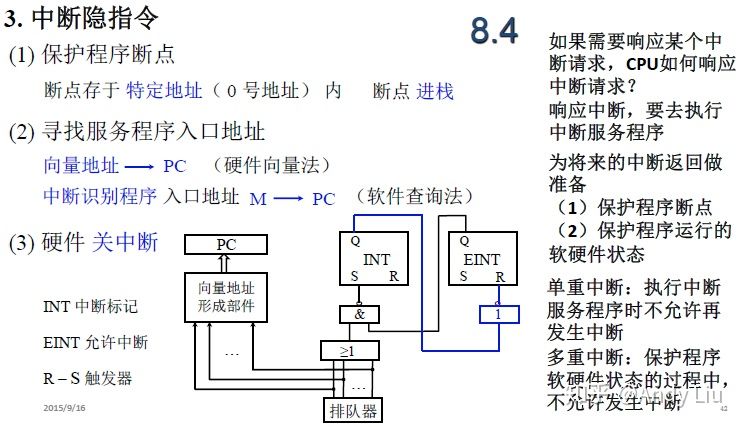 3. 中断隐指令
8.4
(1) 保护程序断点
断点存于 特定地址（ 0 号地址）内 断点 进栈
(2) 寻找服务程序入口地址
向量地址 → PC （硬件向量法）
中断识别程序 入口地址 M → PC （软件查询法）
(3) 硬件 关中断
INT 中断标记
EINT 允许中断
R – S 触发器
PC
向量地址
形成部件
…
Q
INT
S R
Q
EINT
S R
&
1
≥1
…
排队器
如果需要响应某个中
断请求，CPU如何响应
中断请求？
响应中断，要去执行
中断服务程序
为将来的中断返回做
准备
（1）保护程序断点
（2）保护程序运行的
软硬件状态
单重中断：执行中断
服务程序时不允许再
发生中断
多重中断：保护程序
软硬件状态的过程中，
不允许发生中断
知乎 @Andy Liu
2015/9/16
42